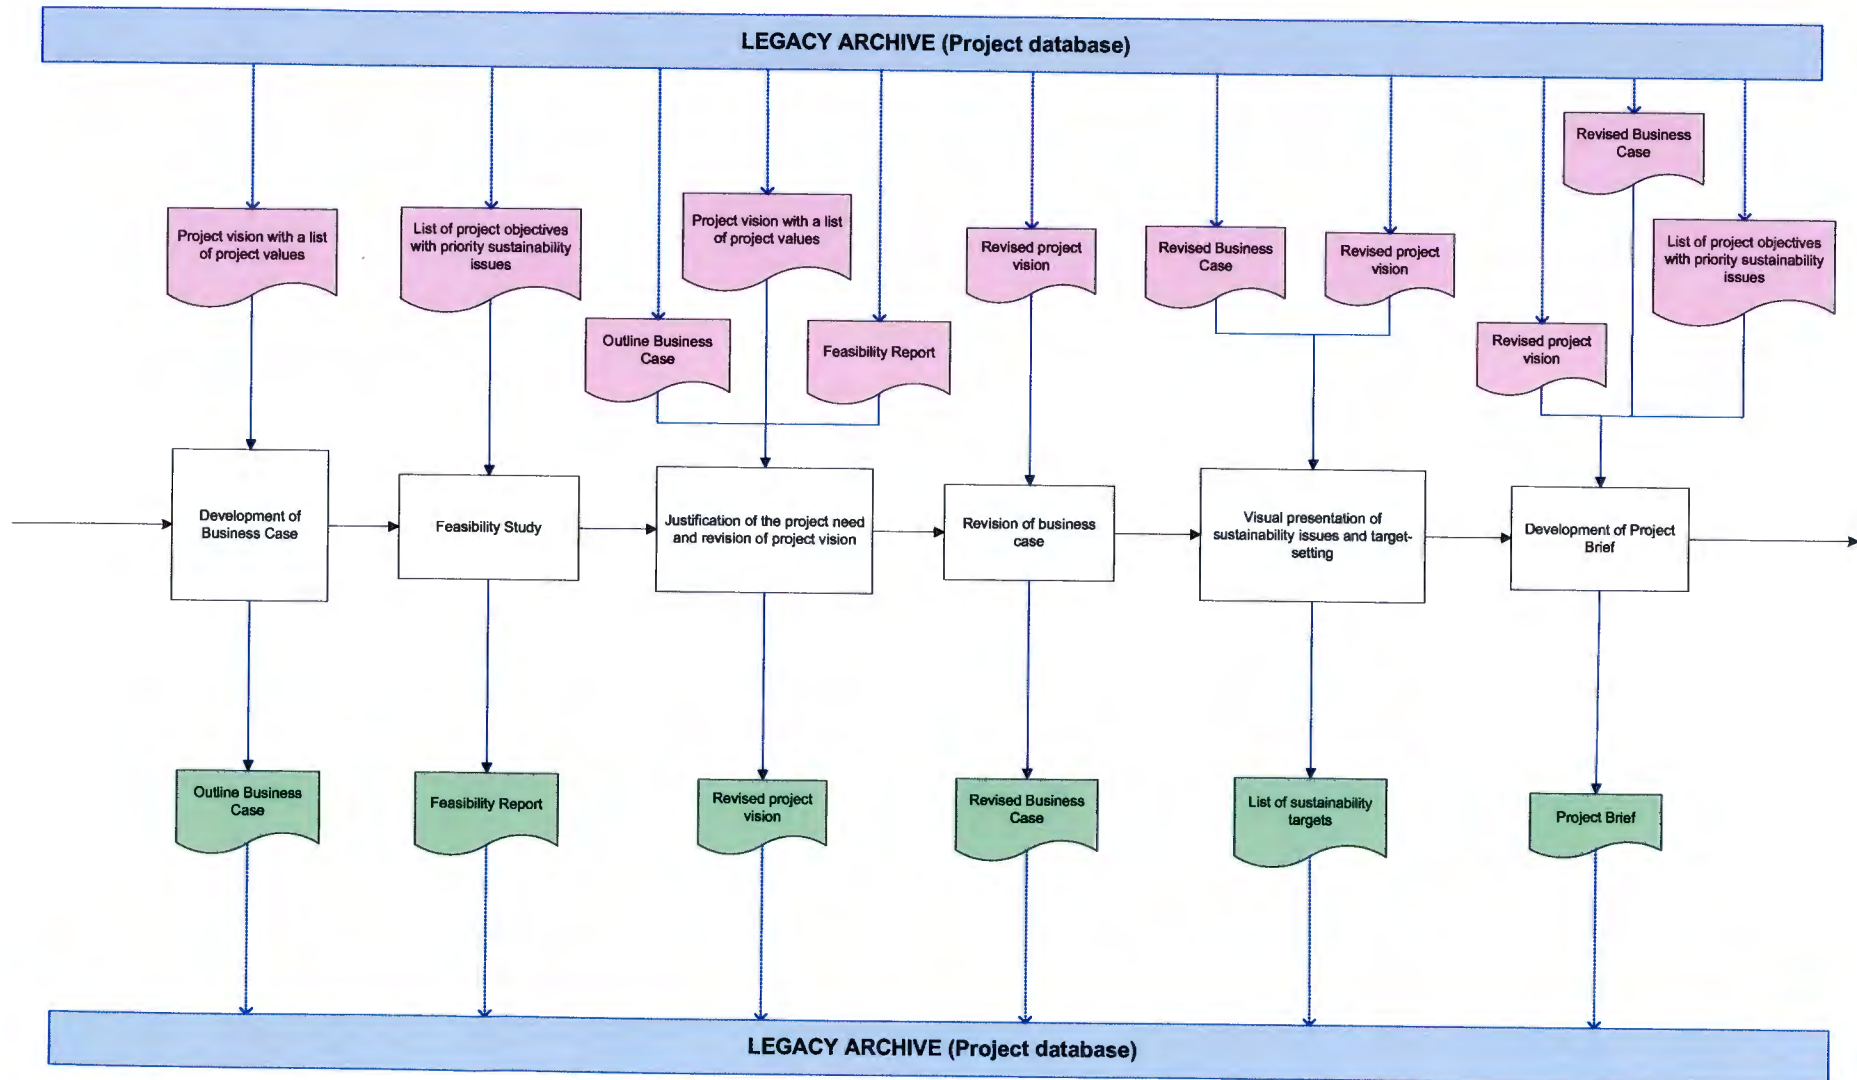 LEGACY ARCHIVE (Project database)
Revised Business
Case
Project vision with a list
of project values
List of project objectives
with priority sustainability
issues
Project vision with a list
of project values
Revised project
vision
Revised Business
Case
Revised project
vision
List of project objectives
with priority sustainability
issues
Outline Business
Case
Feasibility Report
Revised project
vision
Development of
Business Case
Feasibility Study
Justification of the project need
and revision of project vision
Revision of business
case
Visual presentation of
sustainability issues and target-
setting
Development of Project
Brief
Outline Business
Case
Feasibility Report
Revised project
vision
Revised Business
Case
List of sustainability
targets
Project Brief
LEGACY ARCHIVE (Project database)